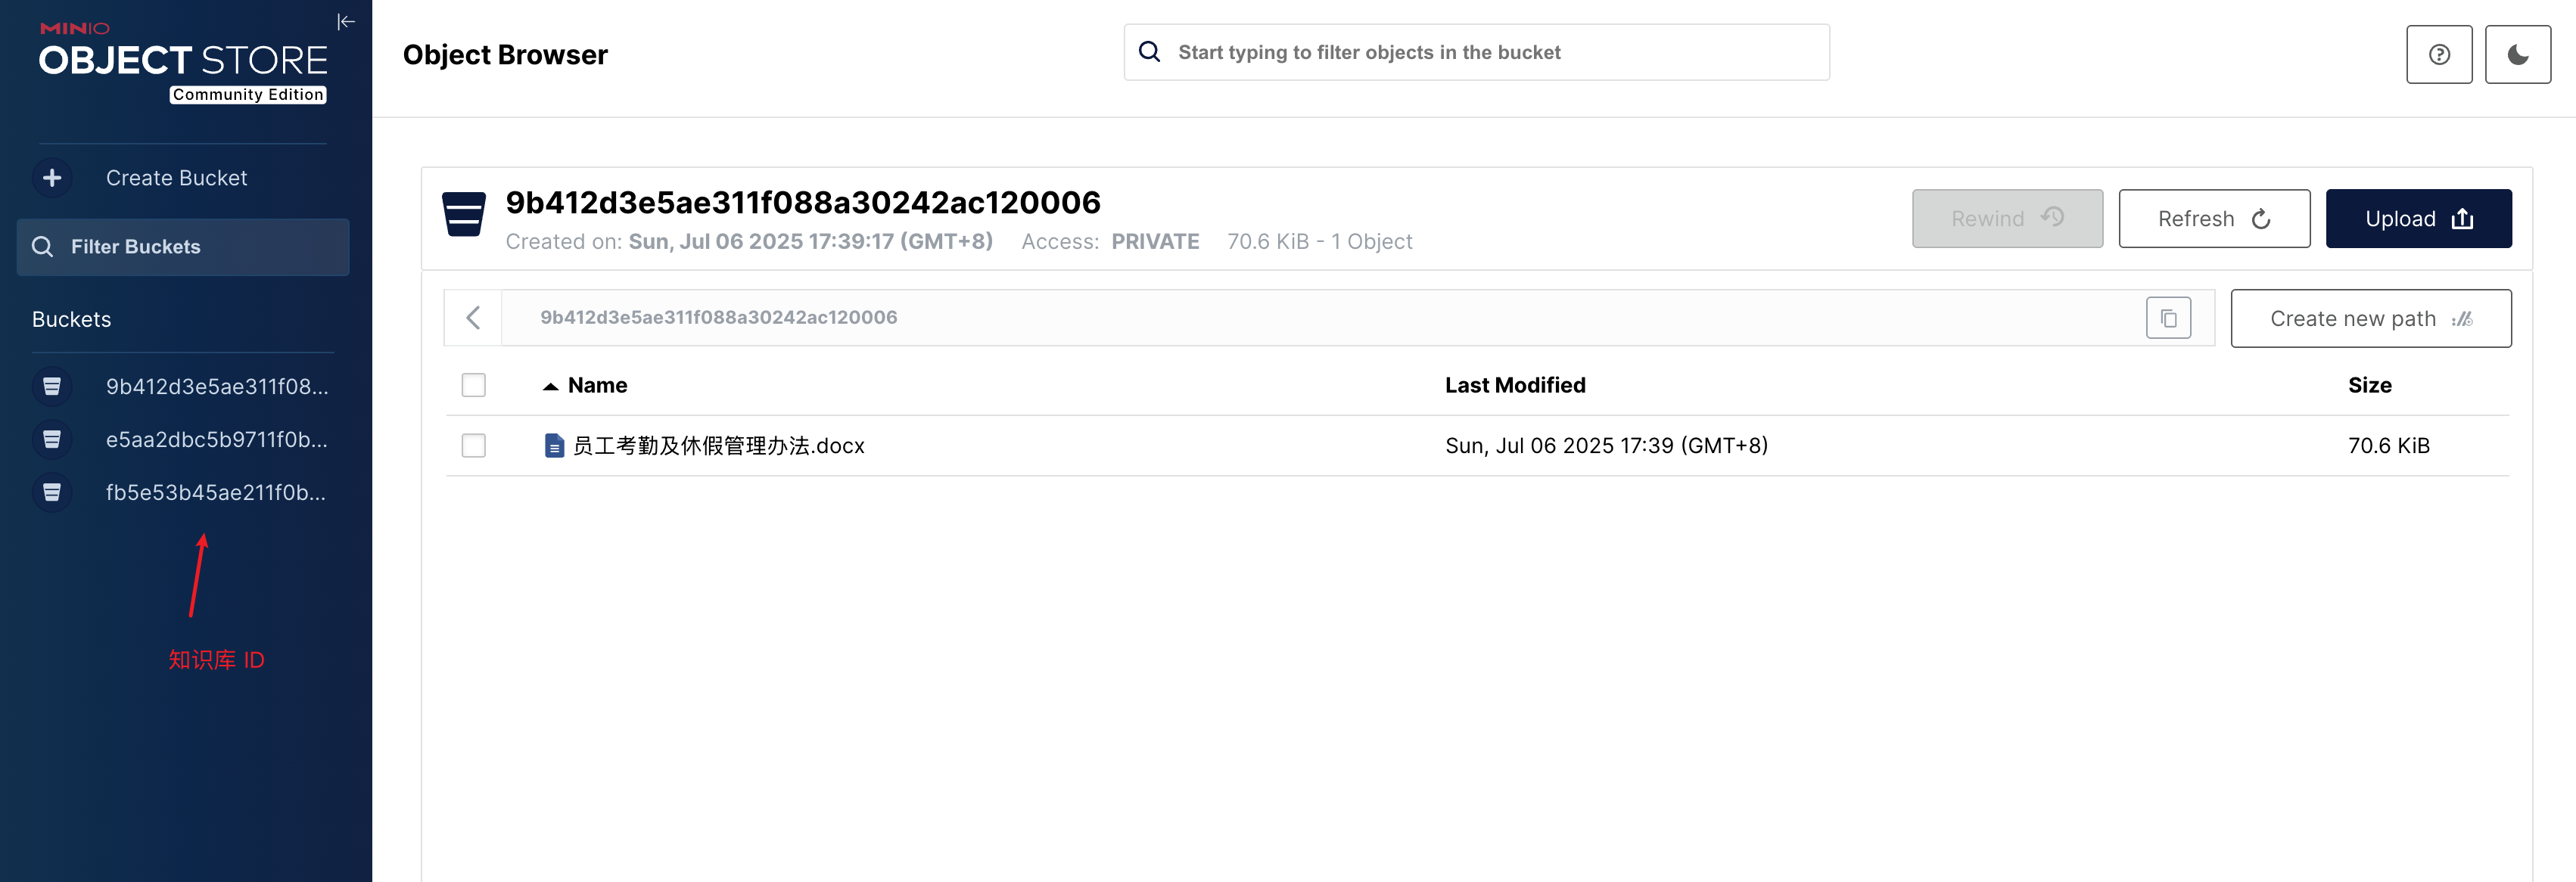 MINIO
OBJECT STORE
Community Edition
Create Bucket
Filter Buckets
Buckets
9b412d3e5ae311f08...
e5aa2dbc5b9711f0b...
fb5e53b45ae211f0b...
知识库 ID
Object Browser
Start typing to filter objects in the bucket
9b412d3e5ae311f088a30242ac120006
Created on: Sun, Jul 06 2025 17:39:17 (GMT+8) Access: PRIVATE 70.6 KiB - 1 Object
Rewind
Refresh
Upload
9b412d3e5ae311f088a30242ac120006
Create new path
Name Last Modified Size
员工考勤及休假管理办法.docx Sun, Jul 06 2025 17:39 (GMT+8) 70.6 KiB